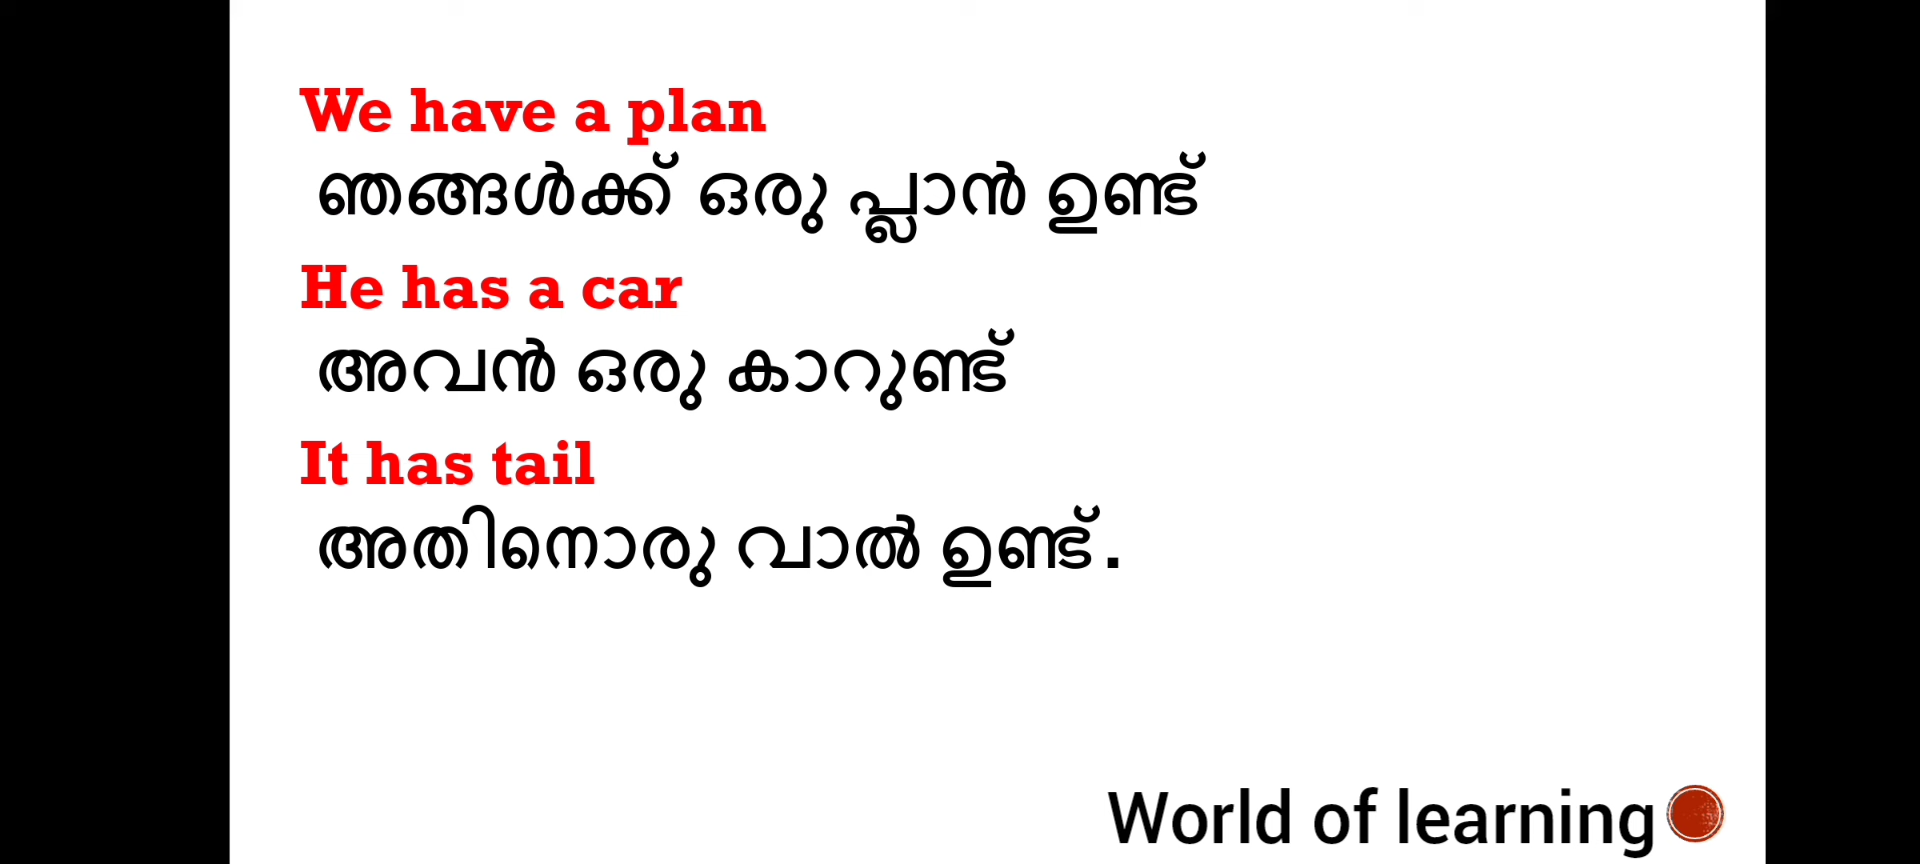 We have a plan
ഞങ്ങൾക്ക് ഒരു പ്ലാൻ ഉണ്ട്
He has a car
അവൻ ഒരു കാറുണ്ട്
It has tail
അതിനൊരു വാൽ ഉണ്ട്.
World of learning